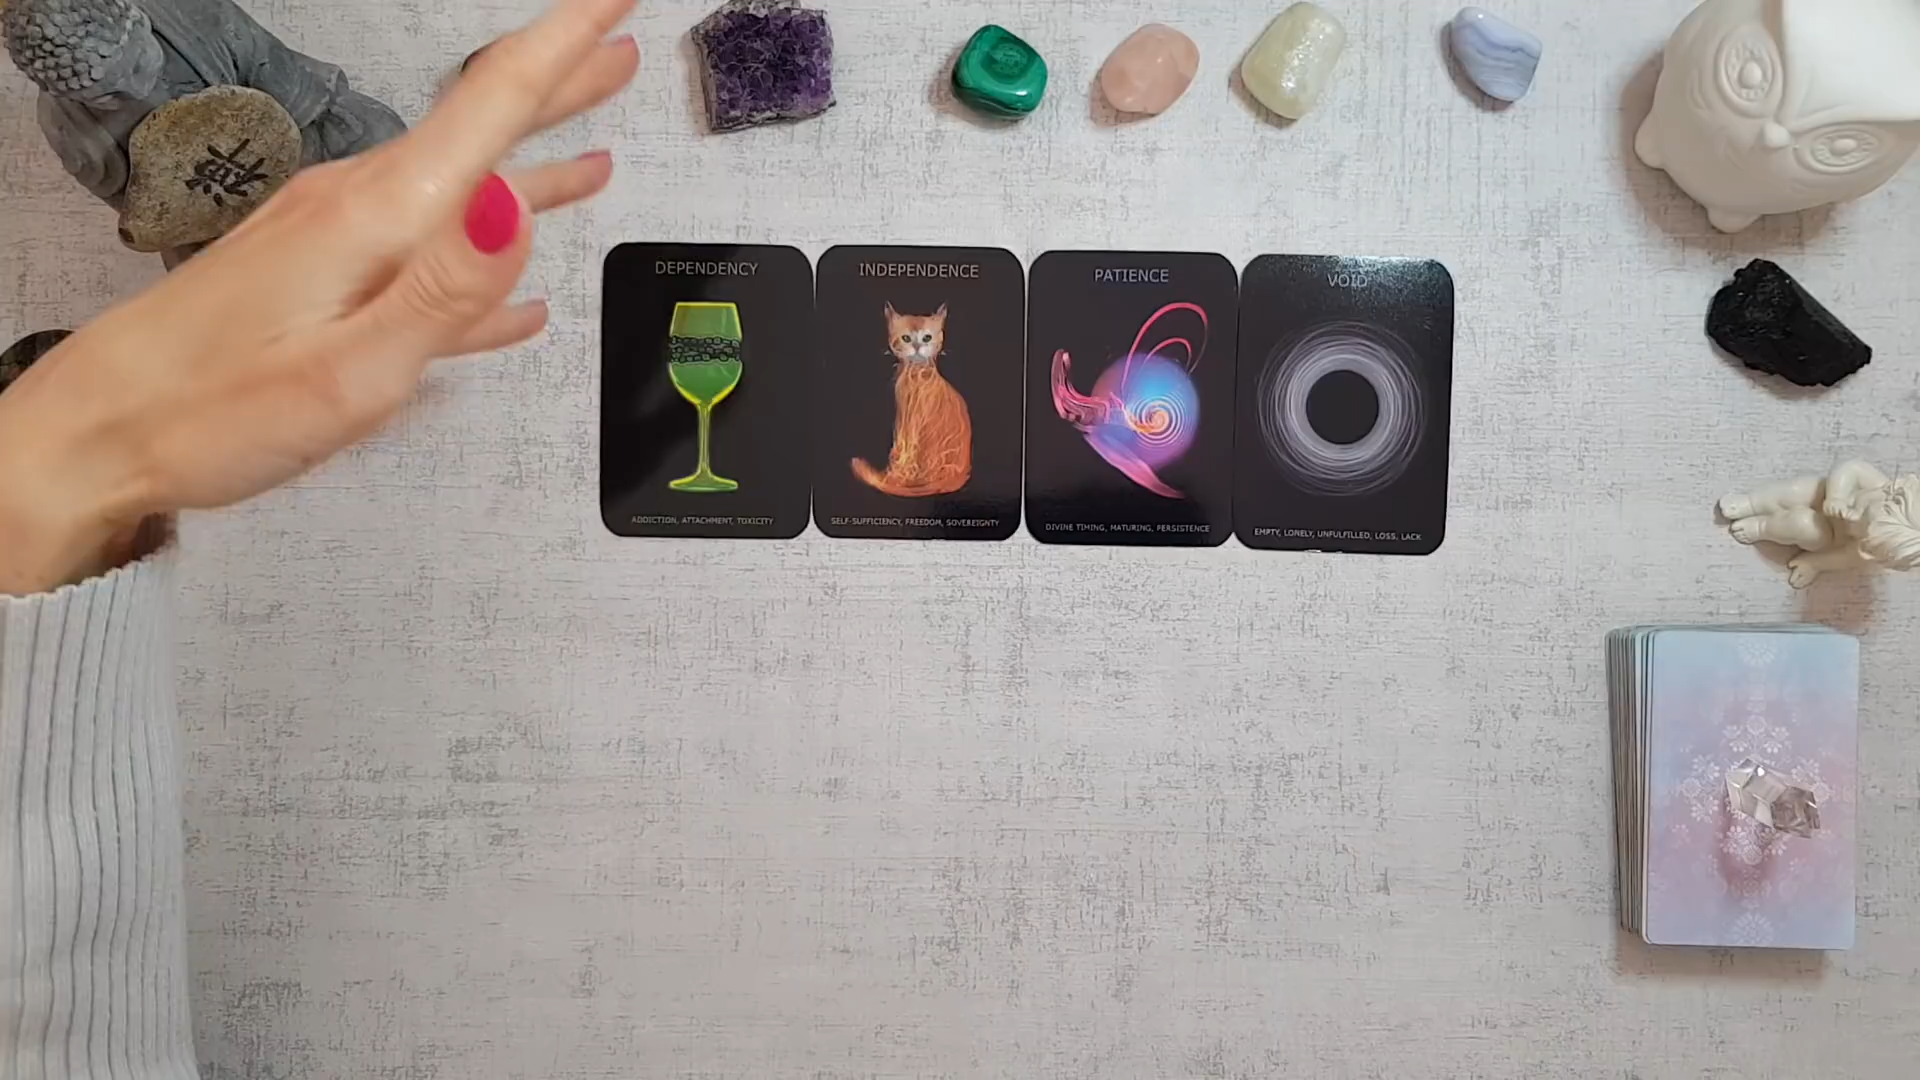 DEPENDENCY
ADDICTION, ATTACHMENT, TOXICITY
INDEPENDENCE
SELF-SUFFICIENCY, FREEDOM, SOVEREIGNTY
PATIENCE
DIVINE TIMING, MATURING, PERSISTENCE
VOID
EMPTY, LONELY, UNFULFILLED, LOSS, LACK